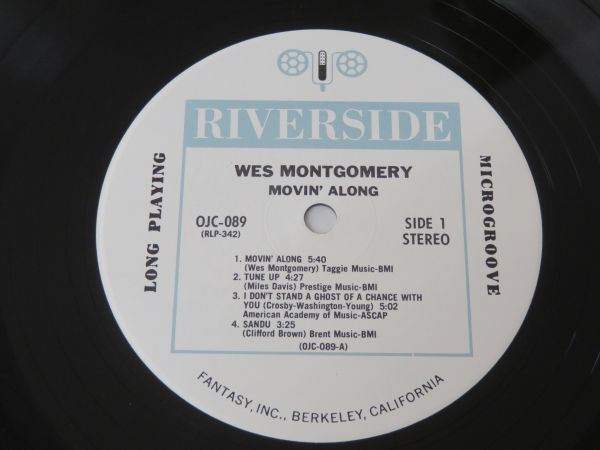 RIVERSIDE
WES MONTGOMERY
MOVIN' ALONG
LONG PLAYING
MICROGROOVE
OJC-089
(RLP-342)
SIDE 1
STEREO
1. MOVIN' ALONG 5:40
(Wes Montgomery) Taggie Music-BMI
2. TUNE UP 4:27
(Miles Davis) Prestige Music-BMI
3. I DON'T STAND A GHOST OF A CHANCE WITH
YOU (Crosby-Washington-Young) 5:02
American Academy of Music-ASCAP
4. SANDU 3:25
(Clifford Brown) Brent Music-BMI
(OJC-089-A)
FANTASY, INC., BERKELEY, CALIFORNIA